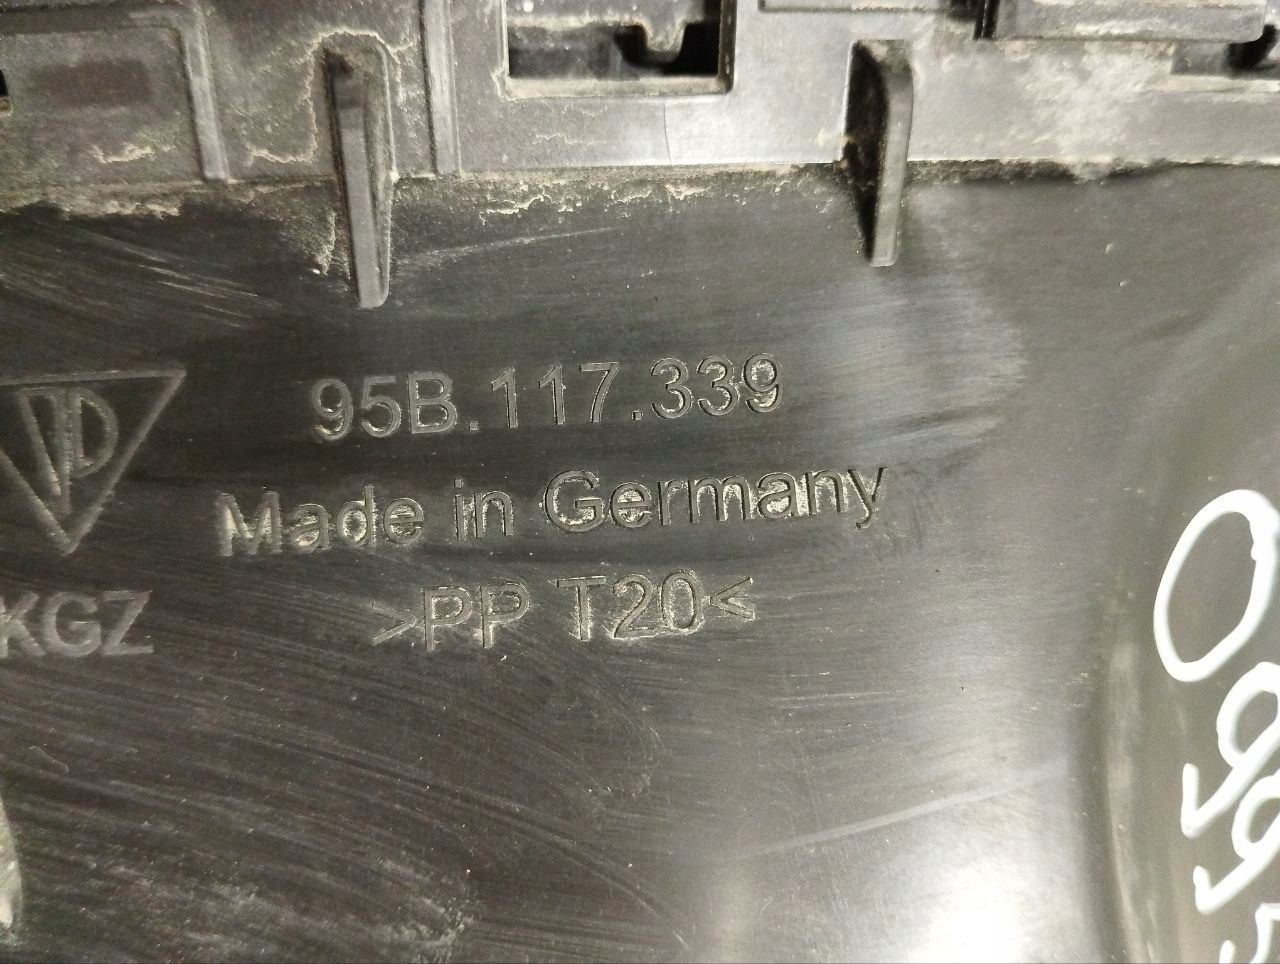 95B.117.339
Made in Germany
>PP T20<
KGZ